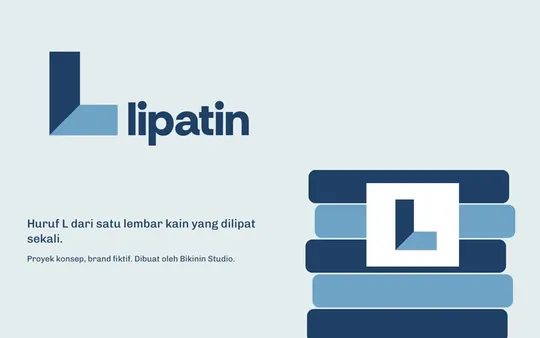 lipatin
Huruf L dari satu lembar kain yang dilipat
sekali.
Proyek konsep, brand fiktif. Dibuat oleh Bikinin Studio.